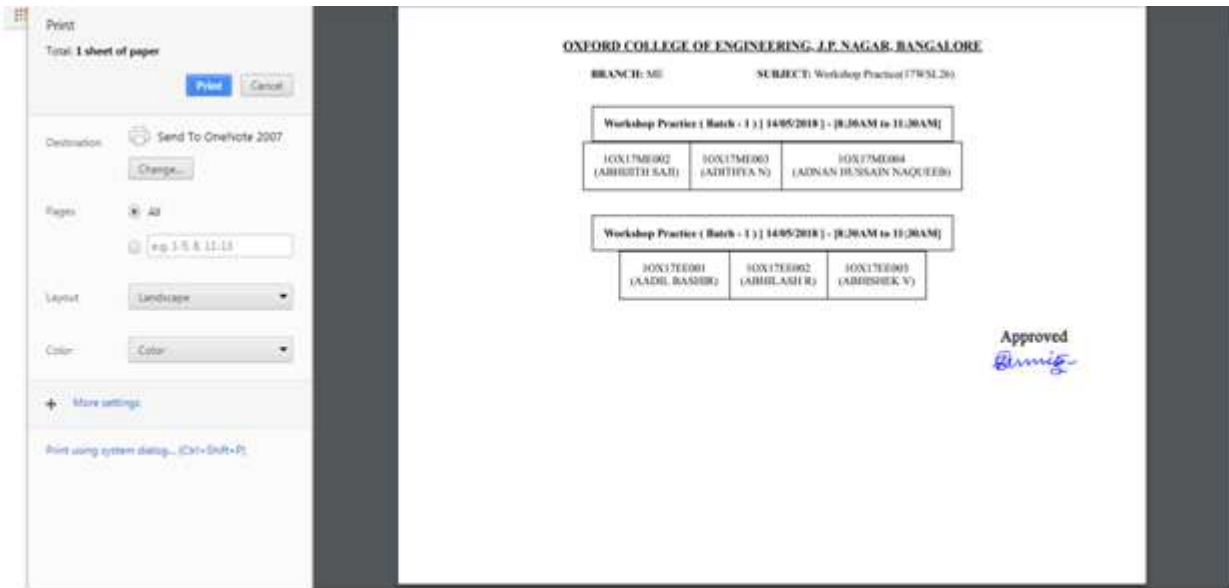 Print
Total: 1 sheet of paper
Print Cancel
Destination Send To OneNote 2007
Change...
Pages All
e.g. 1-5, 8, 11-13
Layout Landscape
Color Color
+ More settings
Print using system dialog... (Ctrl+Shift+P)
OXFORD COLLEGE OF ENGINEERING, J.P. NAGAR, BANGALORE
BRANCH: ME SUBJECT: Workshop Practice(17WSL26)
Workshop Practice ( Batch - 1 ) [ 14/05/2018 ] - [8:30AM to 11:30AM]
1OX17ME002 1OX17ME003 1OX17ME004
(ABHIJITH SAJI) (ADITHYA N) (ADNAN HUSSAIN NAQUEEB)
Workshop Practice ( Batch - 1 ) [ 14/05/2018 ] - [8:30AM to 11:30AM]
1OX17EE001 1OX17EE002 1OX17EE003
(AADIL BASHIR) (ABHILASH R) (ABHISHEK V)
Approved